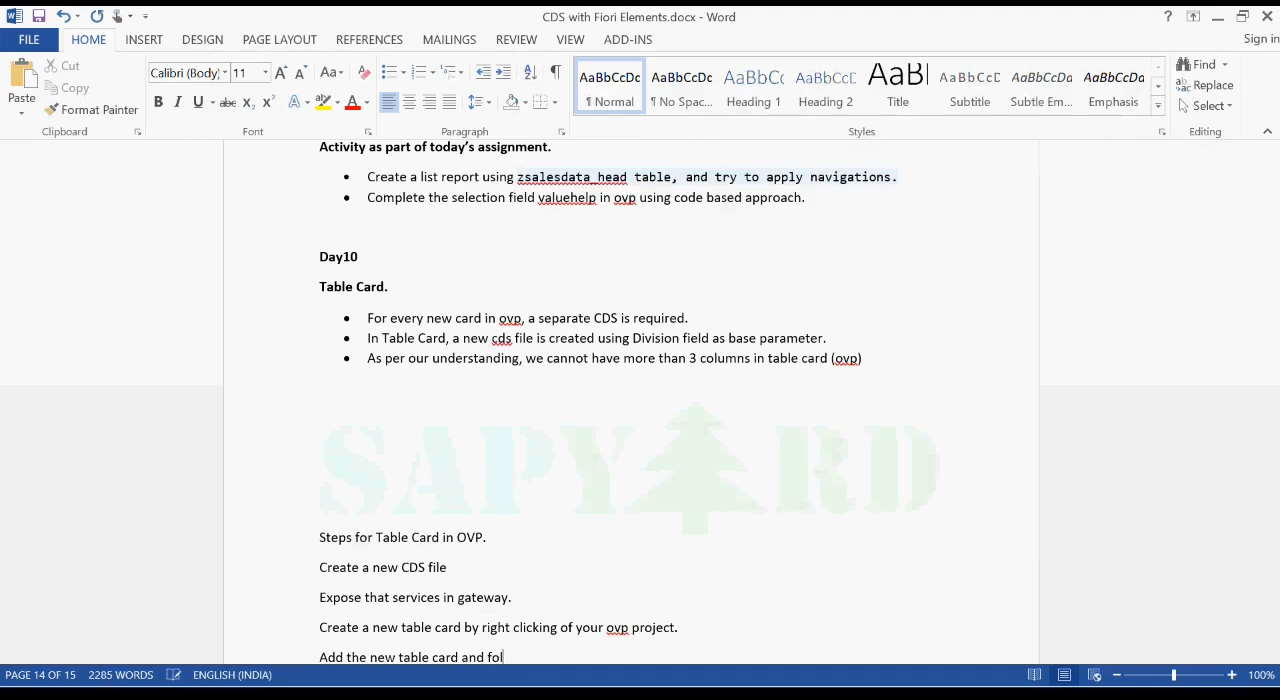 CDS with Fiori Elements.docx - Word
Sign in
FILE HOME INSERT DESIGN PAGE LAYOUT REFERENCES MAILINGS REVIEW VIEW ADD-INS
Paste
Cut
Copy
Format Painter
Clipboard
Calibri (Body) 11
Font
Paragraph
AaBbCcDc AaBbCcDc AaBbCc AaBbCcD AaBl AaBbCcD AaBbCcDa AaBbCcDa
¶ Normal ¶ No Spac... Heading 1 Heading 2 Title Subtitle Subtle Em... Emphasis
Styles
Find
Replace
Select
Editing
Activity as part of today's assignment.
• Create a list report using zsalesdata_head table, and try to apply navigations.
• Complete the selection field valuehelp in ovp using code based approach.
Day10
Table Card.
• For every new card in ovp, a separate CDS is required.
• In Table Card, a new cds file is created using Division field as base parameter.
• As per our understanding, we cannot have more than 3 columns in table card (ovp)
SAPYARD
Steps for Table Card in OVP.
Create a new CDS file
Expose that services in gateway.
Create a new table card by right clicking of your ovp project.
Add the new table card and fol
PAGE 14 OF 15 2285 WORDS ENGLISH (INDIA) 100%